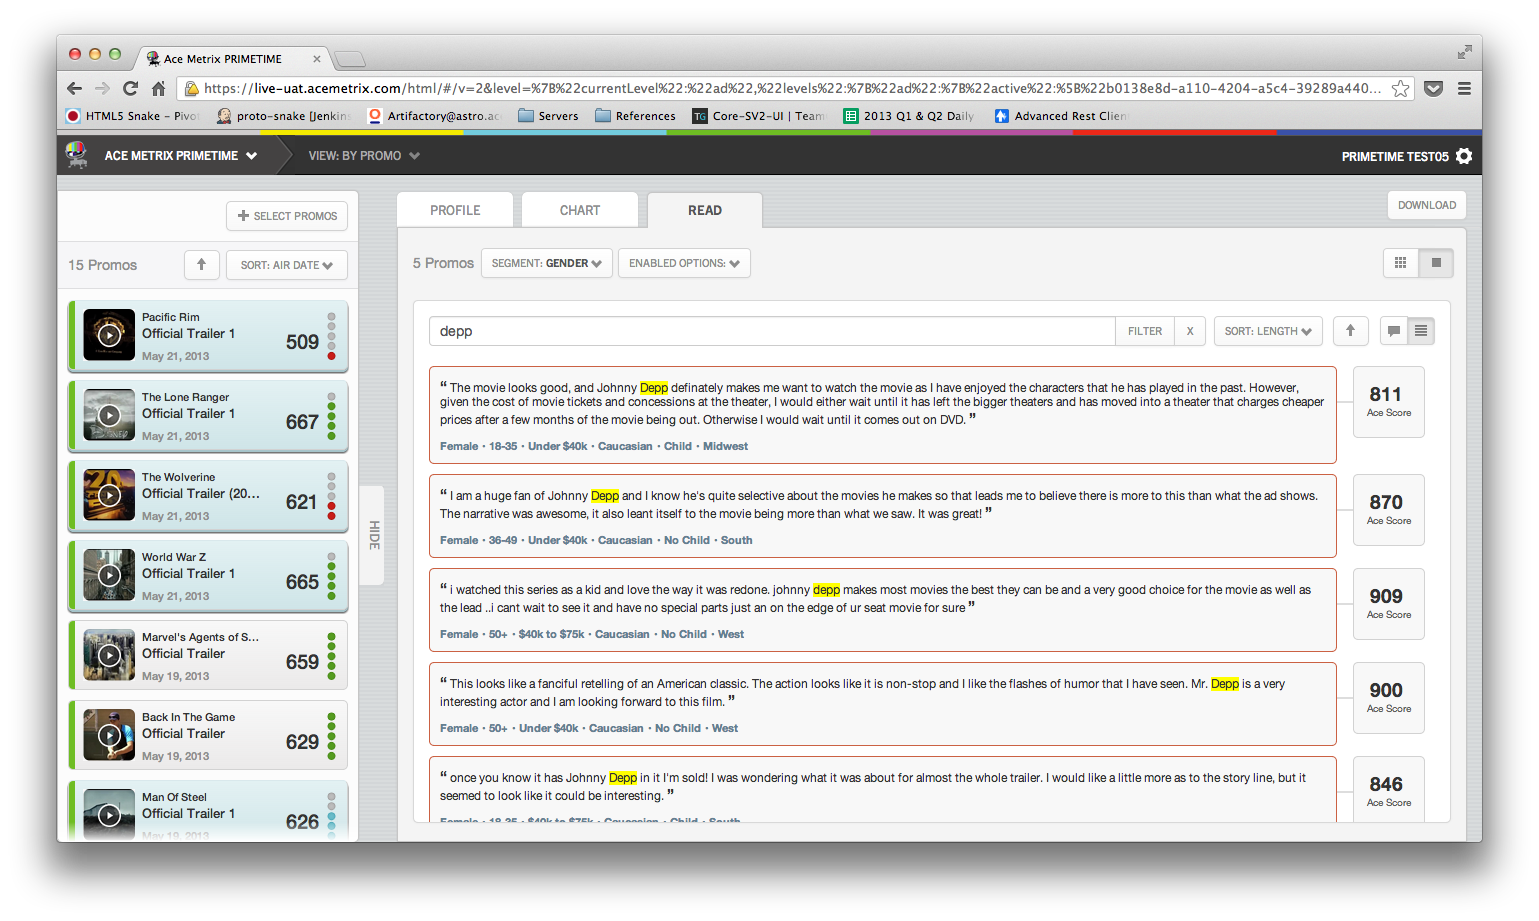 Ace Metrix PRIMETIME
https://live-uat.acemetrix.com/html/#/v=2&level=%7B%22currentLevel%22:%22ad%22,%22levels%22:%7B%22ad%22:%7B%22active%22:%5B%22b0138e8d-a110-4204-a5c4-39289a440...
HTML5 Snake - Pivot
proto-snake [Jenkins
Artifactory@astro.ac
Servers
References
TG Core-SV2-UI | Team
2013 Q1 & Q2 Daily
Advanced Rest Clien
ACE METRIX PRIMETIME
VIEW: BY PROMO
PRIMETIME TEST05
+ SELECT PROMOS
15 Promos
SORT: AIR DATE
Pacific Rim
Official Trailer 1
May 21, 2013
509
The Lone Ranger
Official Trailer 1
May 21, 2013
667
The Wolverine
Official Trailer (20...
May 21, 2013
621
World War Z
Official Trailer 1
May 21, 2013
665
Marvel's Agents of S...
Official Trailer
May 19, 2013
659
Back In The Game
Official Trailer
May 19, 2013
629
Man Of Steel
Official Trailer 1
May 19, 2013
626
HIDE
PROFILE
CHART
READ
DOWNLOAD
5 Promos
SEGMENT: GENDER
ENABLED OPTIONS:
depp
FILTER
X
SORT: LENGTH
“ The movie looks good, and Johnny Depp definately makes me want to watch the movie as I have enjoyed the characters that he has played in the past. However,
given the cost of movie tickets and concessions at the theater, I would either wait until it has left the bigger theaters and has moved into a theater that charges cheaper
prices after a few months of the movie being out. Otherwise I would wait until it comes out on DVD. ”
Female • 18-35 • Under $40k • Caucasian • Child • Midwest
811
Ace Score
“ I am a huge fan of Johnny Depp and I know he's quite selective about the movies he makes so that leads me to believe there is more to this than what the ad shows.
The narrative was awesome, it also leant itself to the movie being more than what we saw. It was great! ”
Female • 36-49 • Under $40k • Caucasian • No Child • South
870
Ace Score
“ i watched this series as a kid and love the way it was redone. johnny depp makes most movies the best they can be and a very good choice for the movie as well as
the lead ..i cant wait to see it and have no special parts just an on the edge of ur seat movie for sure ”
Female • 50+ • $40k to $75k • Caucasian • No Child • West
909
Ace Score
“ This looks like a fanciful retelling of an American classic. The action looks like it is non-stop and I like the flashes of humor that I have seen. Mr. Depp is a very
interesting actor and I am looking forward to this film. ”
Female • 50+ • Under $40k • Caucasian • No Child • West
900
Ace Score
“ once you know it has Johnny Depp in it I'm sold! I was wondering what it was about for almost the whole trailer. I would like a little more as to the story line, but it
seemed to look like it could be interesting. ”
Female • 18-35 • $40k to $75k • Caucasian • Child • South
846
Ace Score